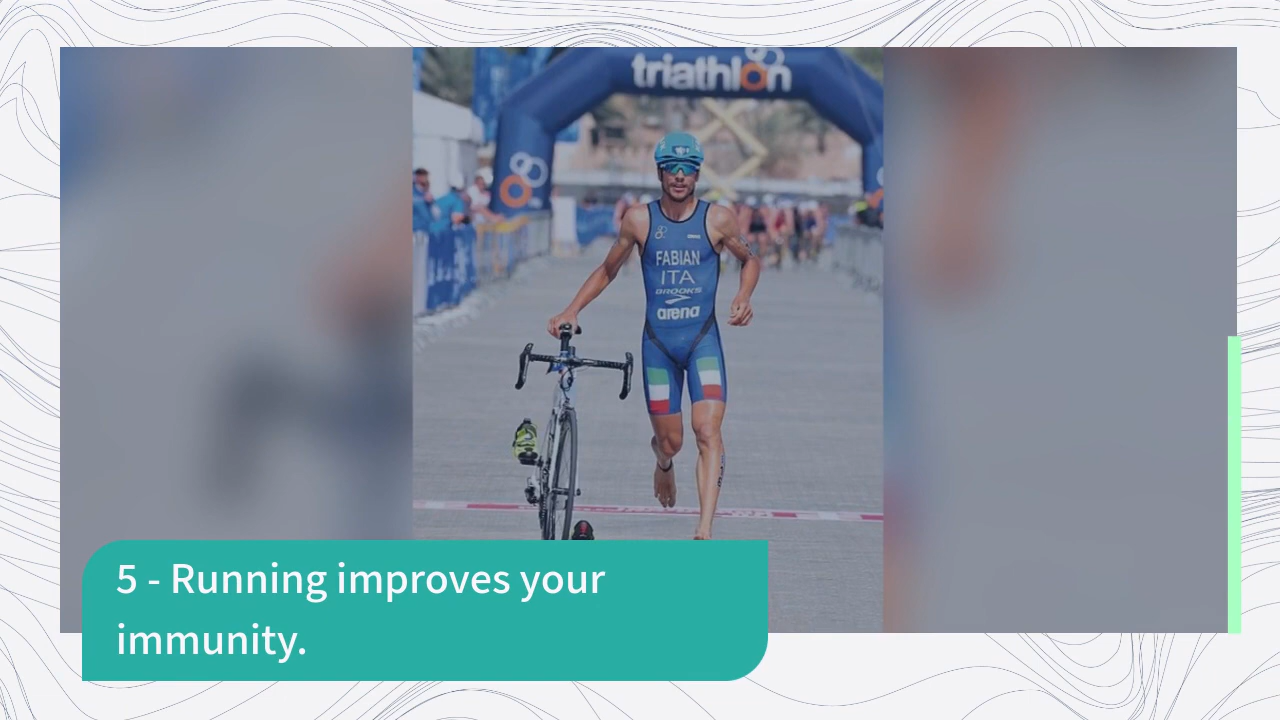 triathlon
FABIAN
ITA
BROOKS
arena
5 - Running improves your
immunity.